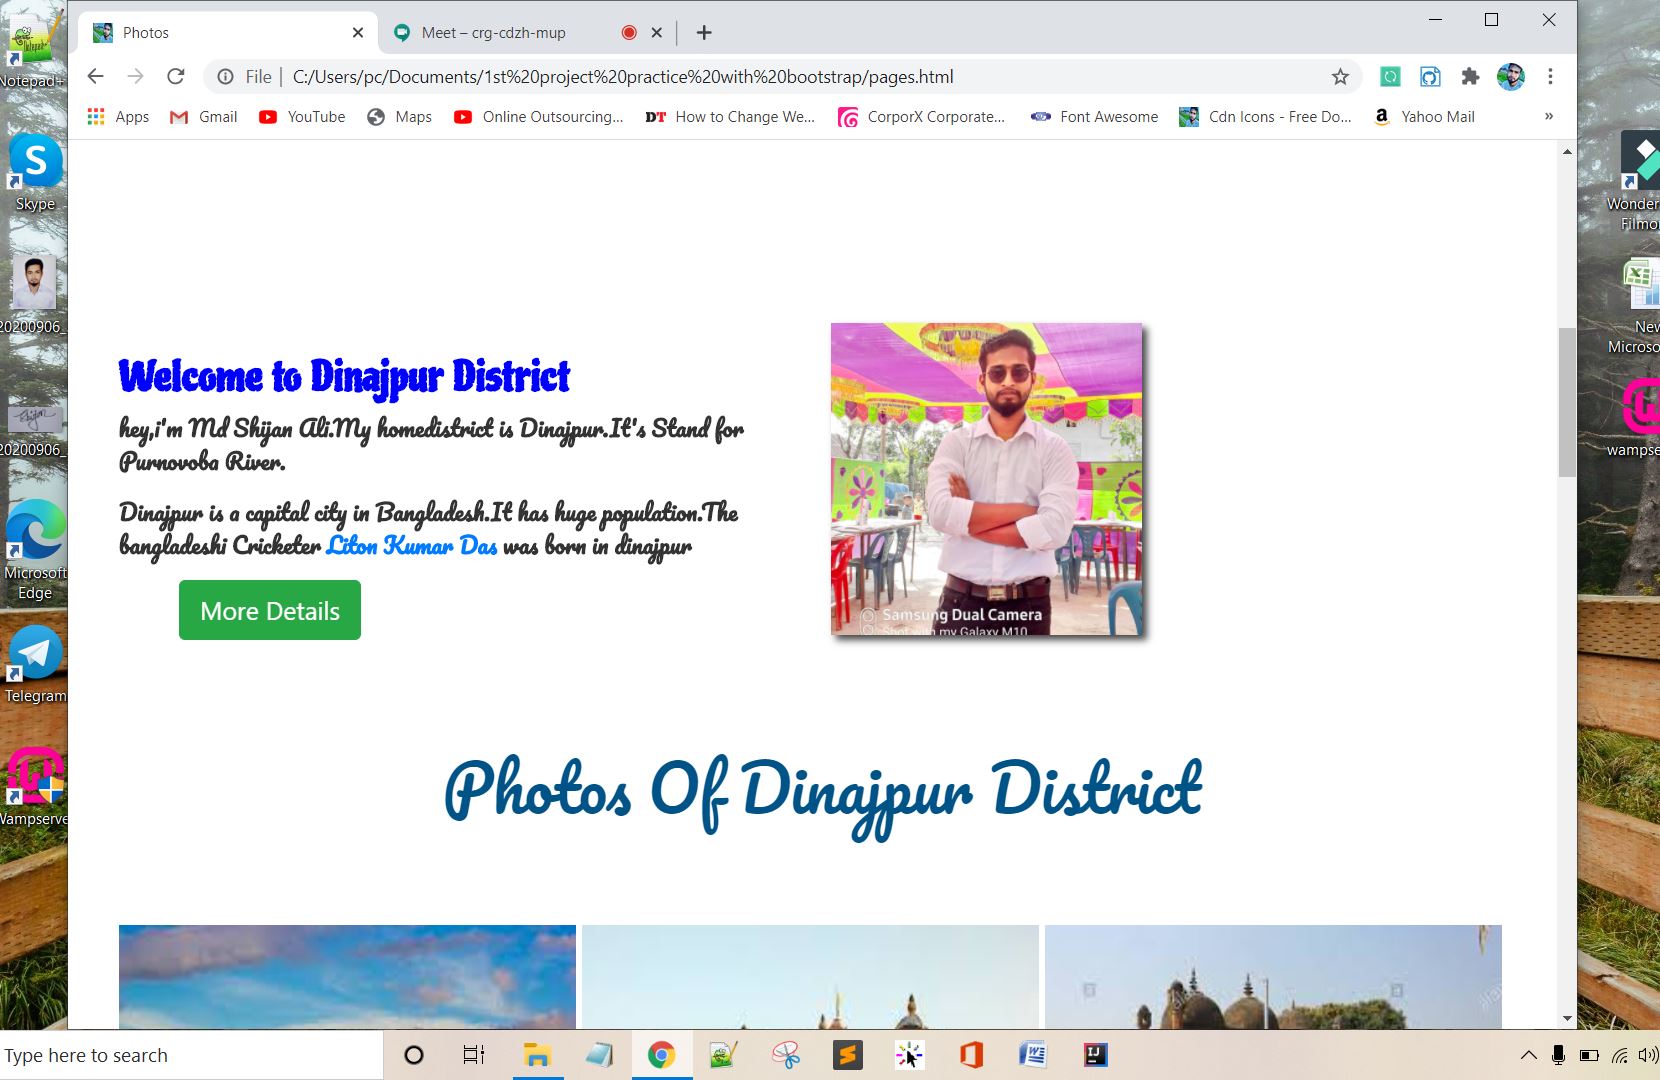 Photos
Meet – crg-cdzh-mup
File | C:/Users/pc/Documents/1st%20project%20practice%20with%20bootstrap/pages.html
Apps
Gmail
YouTube
Maps
Online Outsourcing...
DT How to Change We...
CorporX Corporate...
Font Awesome
Cdn Icons - Free Do...
Yahoo Mail
»
Notepad+
Skype
20200906_
20200906_
Microsoft
Edge
Telegram
Wampserve
Wonder
Filmo
New
Microso
wampse
Welcome to Dinajpur District
hey,i'm Md Shijan Ali.My homedistrict is Dinajpur.It's Stand for
Purnovoba River.
Dinajpur is a capital city in Bangladesh.It has huge population.The
bangladeshi Cricketer Liton Kumar Das was born in dinajpur
More Details
Samsung Dual Camera
Shot with my Galaxy M10
Photos Of Dinajpur District
Type here to search